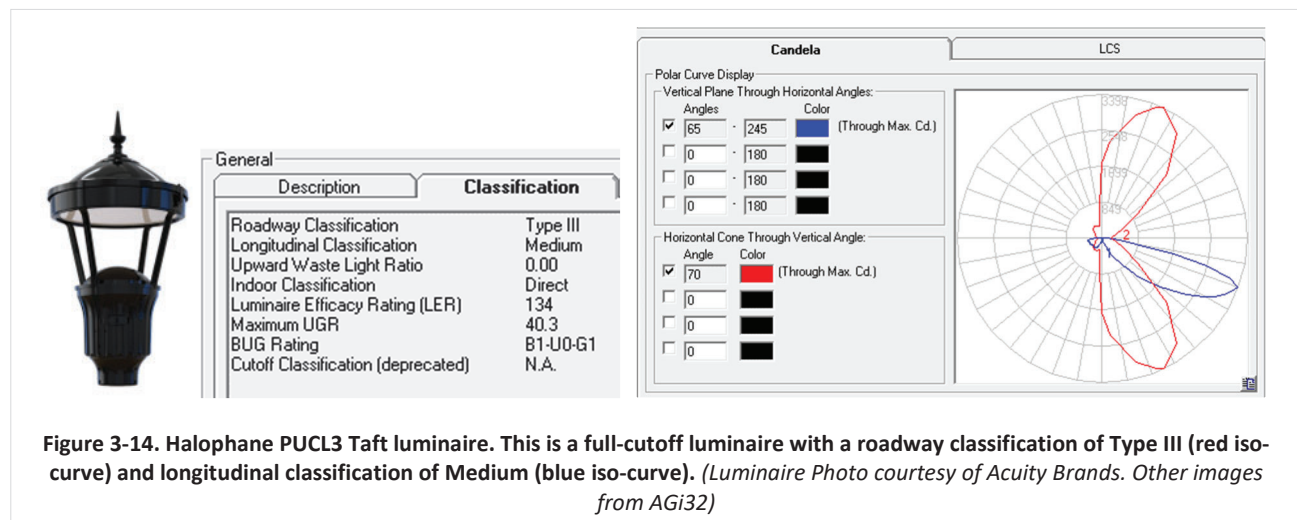 General
Description Classification
Roadway Classification Type III
Longitudinal Classification Medium
Upward Waste Light Ratio 0.00
Indoor Classification Direct
Luminaire Efficacy Rating (LER) 134
Maximum UGR 40.3
BUG Rating B1-U0-G1
Cutoff Classification (deprecated) N.A.
Candela LCS
Polar Curve Display
Vertical Plane Through Horizontal Angles:
Angles Color
65 - 245 (Through Max. Cd.)
0 - 180
0 - 180
0 - 180
Horizontal Cone Through Vertical Angle:
Angle Color
70 (Through Max. Cd.)
0
0
0
3398
849
2
1
Figure 3-14. Halophane PUCL3 Taft luminaire. This is a full-cutoff luminaire with a roadway classification of Type III (red iso-
curve) and longitudinal classification of Medium (blue iso-curve). (Luminaire Photo courtesy of Acuity Brands. Other images
from AGi32)